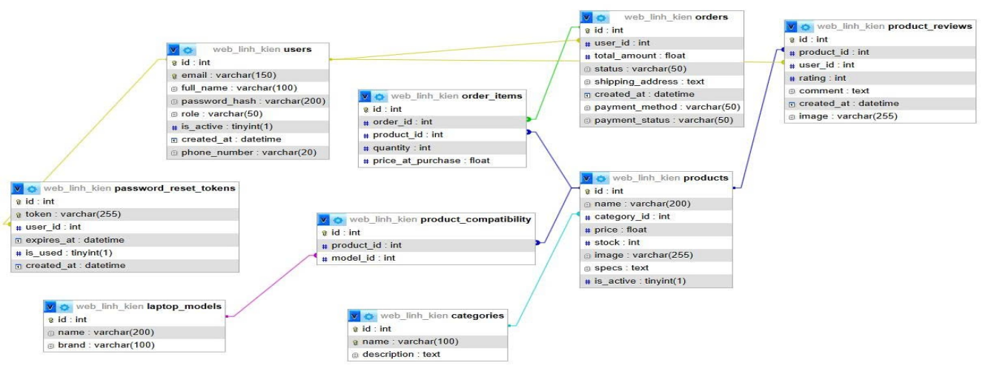 web_linh_kien users
id : int
email : varchar(150)
full_name : varchar(100)
password_hash : varchar(200)
role : varchar(50)
is_active : tinyint(1)
created_at : datetime
phone_number : varchar(20)
web_linh_kien orders
id : int
user_id : int
total_amount : float
status : varchar(50)
shipping_address : text
created_at : datetime
payment_method : varchar(50)
payment_status : varchar(50)
web_linh_kien product_reviews
id : int
product_id : int
user_id : int
rating : int
comment : text
created_at : datetime
image : varchar(255)
web_linh_kien order_items
id : int
order_id : int
product_id : int
quantity : int
price_at_purchase : float
web_linh_kien password_reset_tokens
id : int
token : varchar(255)
user_id : int
expires_at : datetime
is_used : tinyint(1)
created_at : datetime
web_linh_kien product_compatibility
id : int
product_id : int
model_id : int
web_linh_kien products
id : int
name : varchar(200)
category_id : int
price : float
stock : int
image : varchar(255)
specs : text
is_active : tinyint(1)
web_linh_kien laptop_models
id : int
name : varchar(200)
brand : varchar(100)
web_linh_kien categories
id : int
name : varchar(100)
description : text